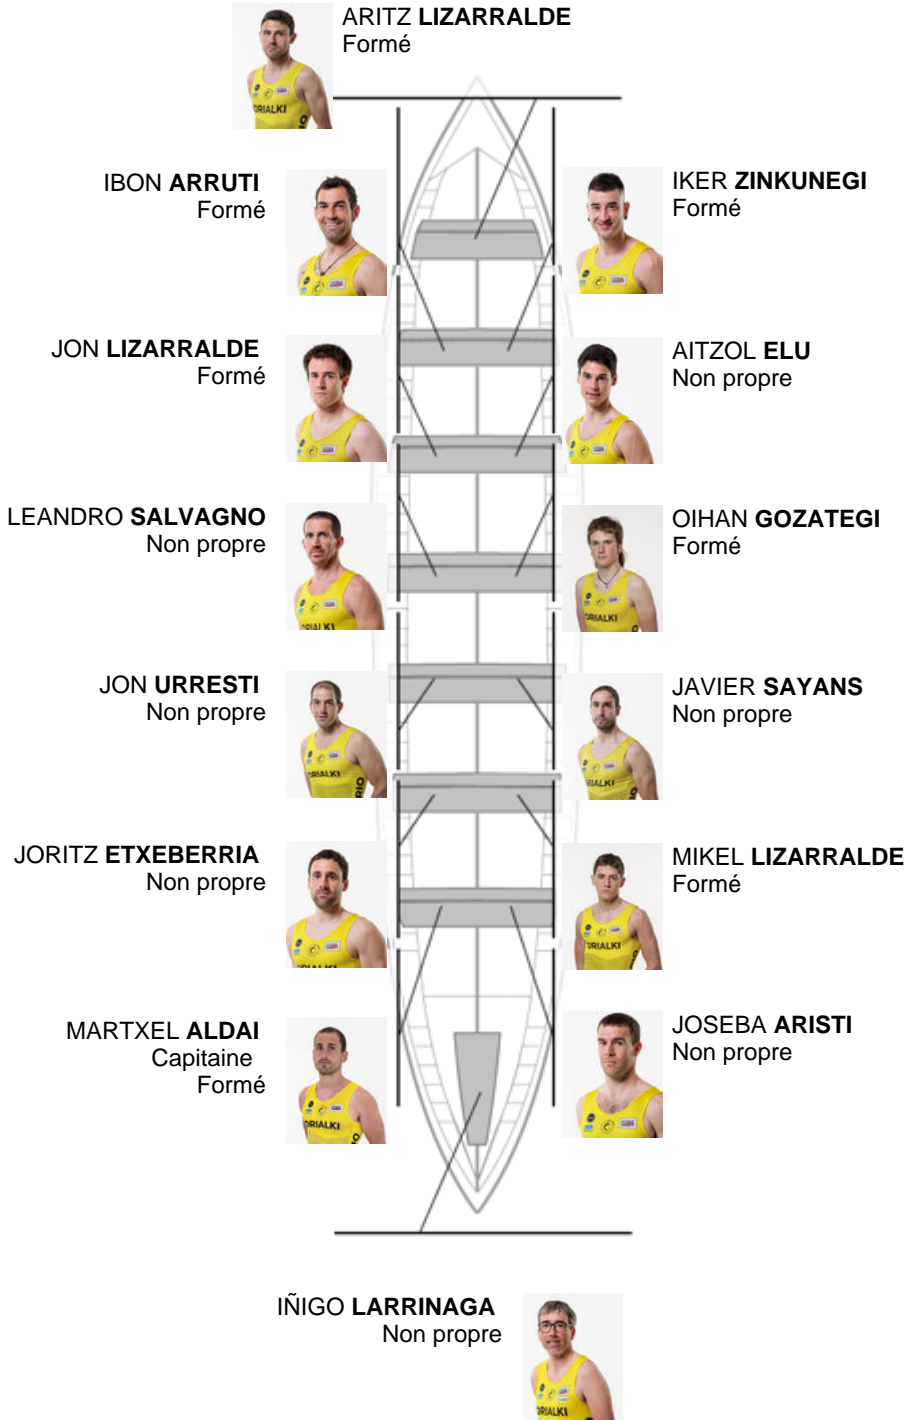 ARITZ LIZARRALDE
Formé
IBON ARRUTI
Formé
IKER ZINKUNEGI
Formé
JON LIZARRALDE
Formé
AITZOL ELU
Non propre
LEANDRO SALVAGNO
Non propre
OIHAN GOZATEGI
Formé
JON URRESTI
Non propre
JAVIER SAYANS
Non propre
JORITZ ETXEBERRIA
Non propre
MIKEL LIZARRALDE
Formé
MARTXEL ALDAI
Capitaine
Formé
JOSEBA ARISTI
Non propre
IÑIGO LARRINAGA
Non propre